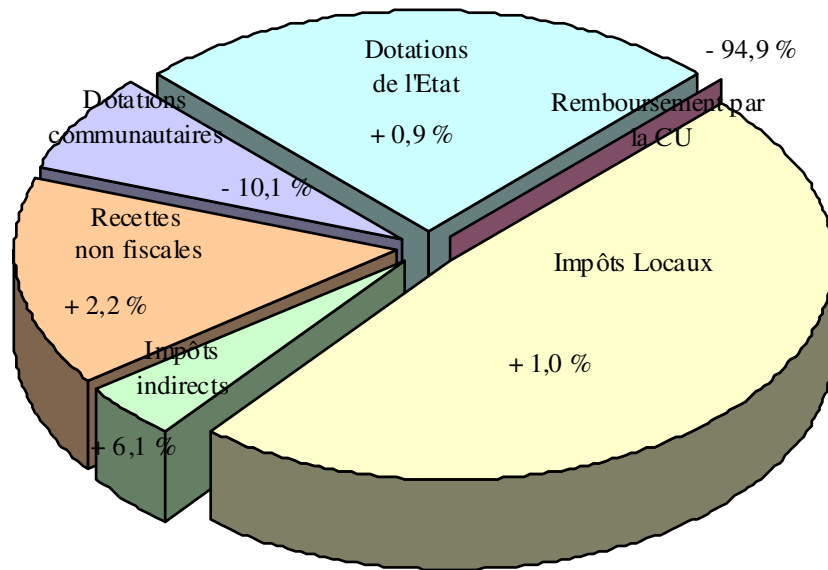 Dotations
de l'Etat
+ 0,9 %
- 94,9 %
Remboursement par
la CU
Dotations
communautaires
- 10,1 %
Recettes
non fiscales
+ 2,2 %
Impôts Locaux
+ 1,0 %
Impôts
indirects
+ 6,1 %